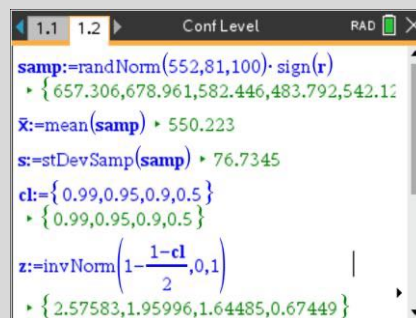 1.1 1.2 Conf Level RAD
samp:=randNorm(552,81,100)· sign(r)
▸ {657.306,678.961,582.446,483.792,542.12
x̄:=mean(samp) ▸ 550.223
s:=stDevSamp(samp) ▸ 76.7345
cl:={0.99,0.95,0.9,0.5}
▸ {0.99,0.95,0.9,0.5}
z:=invNorm(1-(1-cl)/2,0,1)
▸ {2.57583,1.95996,1.64485,0.67449}